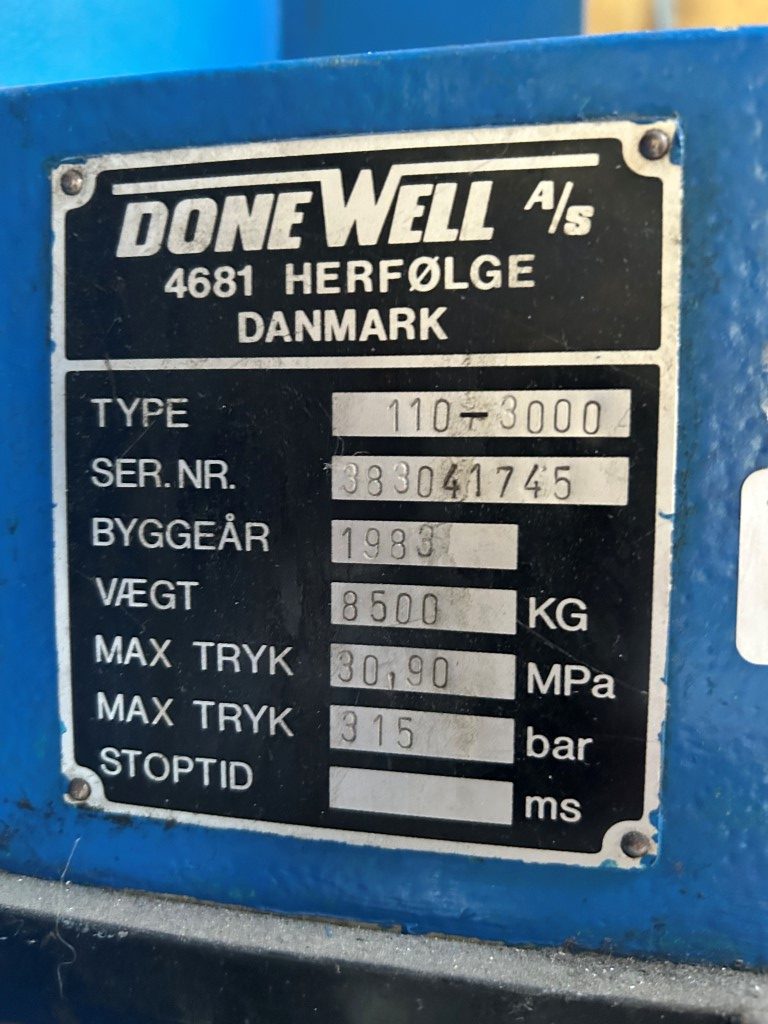 DONEWELL A/S
4681 HERFØLGE
DANMARK
TYPE 110-3000
SER.NR. 383041745
BYGGEÅR 1983
VÆGT 8500 KG
MAX TRYK 30,90 MPa
MAX TRYK 315 bar
STOPTID ms